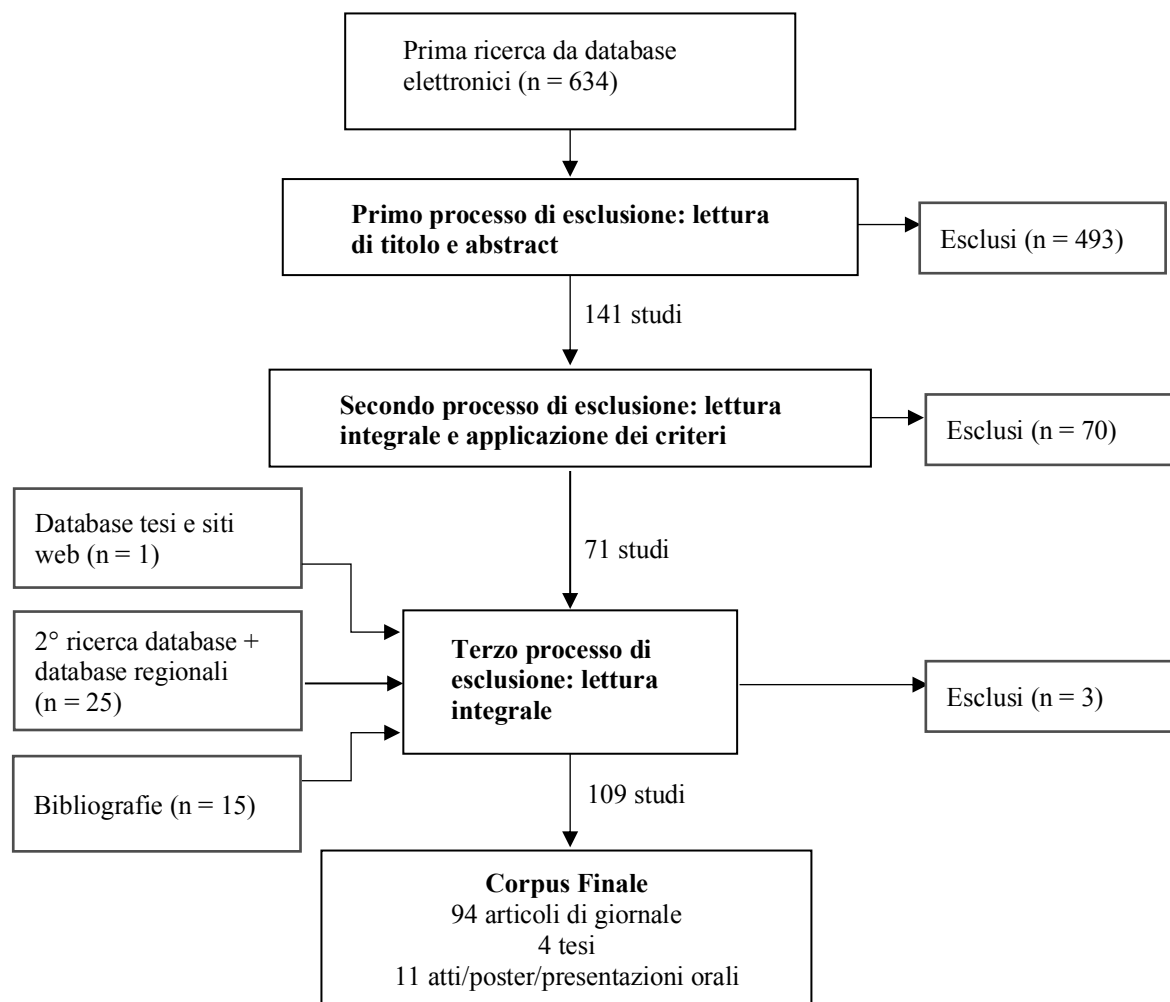 Prima ricerca da database
elettronici (n = 634)
Primo processo di esclusione: lettura
di titolo e abstract
Esclusi (n = 493)
141 studi
Secondo processo di esclusione: lettura
integrale e applicazione dei criteri
Esclusi (n = 70)
Database tesi e siti
web (n = 1)
71 studi
2° ricerca database +
database regionali
(n = 25)
Terzo processo di
esclusione: lettura
integrale
Esclusi (n = 3)
Bibliografie (n = 15)
109 studi
Corpus Finale
94 articoli di giornale
4 tesi
11 atti/poster/presentazioni orali